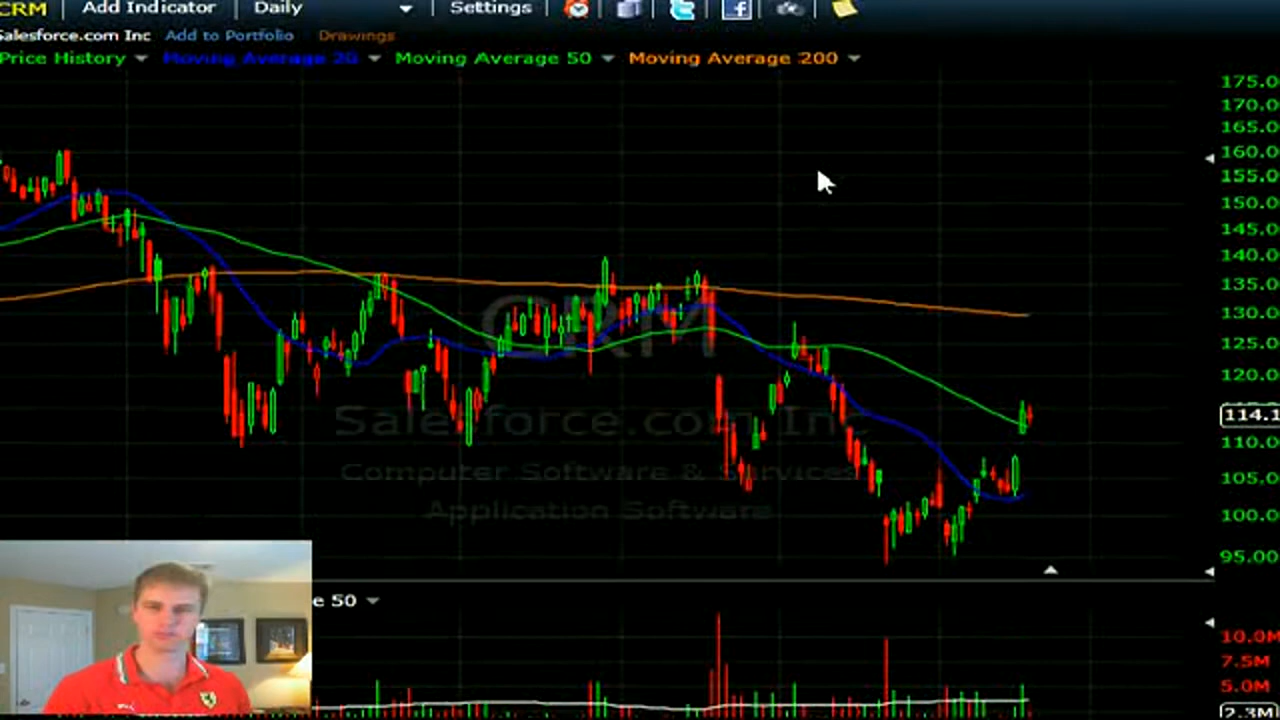 CRM Add Indicator Daily Settings
Salesforce.com Inc Add to Portfolio Drawings
Price History Moving Average 20 Moving Average 50 Moving Average 200
175.0
170.0
165.0
160.0
155.0
150.0
145.0
140.0
135.0
130.0
125.0
120.0
114.1
110.0
105.0
100.0
95.00
CRM
Salesforce.com Inc
Computer Software & Services
Application Software
e 50
10.0M
7.5M
5.0M
2.3M